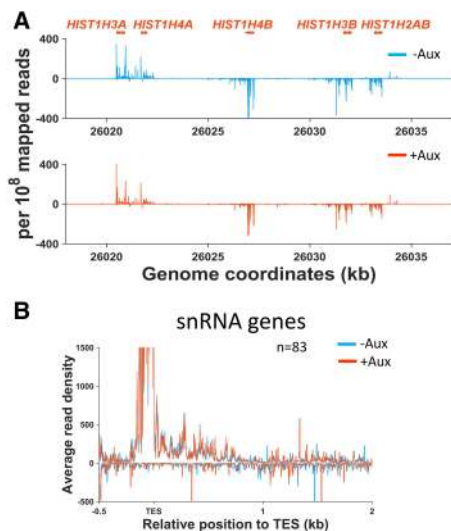 A
HIST1H3A HIST1H4A HIST1H4B HIST1H3B HIST1H2AB
per 10^8 mapped reads
400
0
-400
-Aux
26020 26025 26030 26035
400
0
-400
+Aux
26020 26025 26030 26035
Genome coordinates (kb)
B
snRNA genes
n=83
-Aux
+Aux
Average read density
1500
1000
500
0
-500
-0.5 TES 1 2
Relative position to TES (kb)